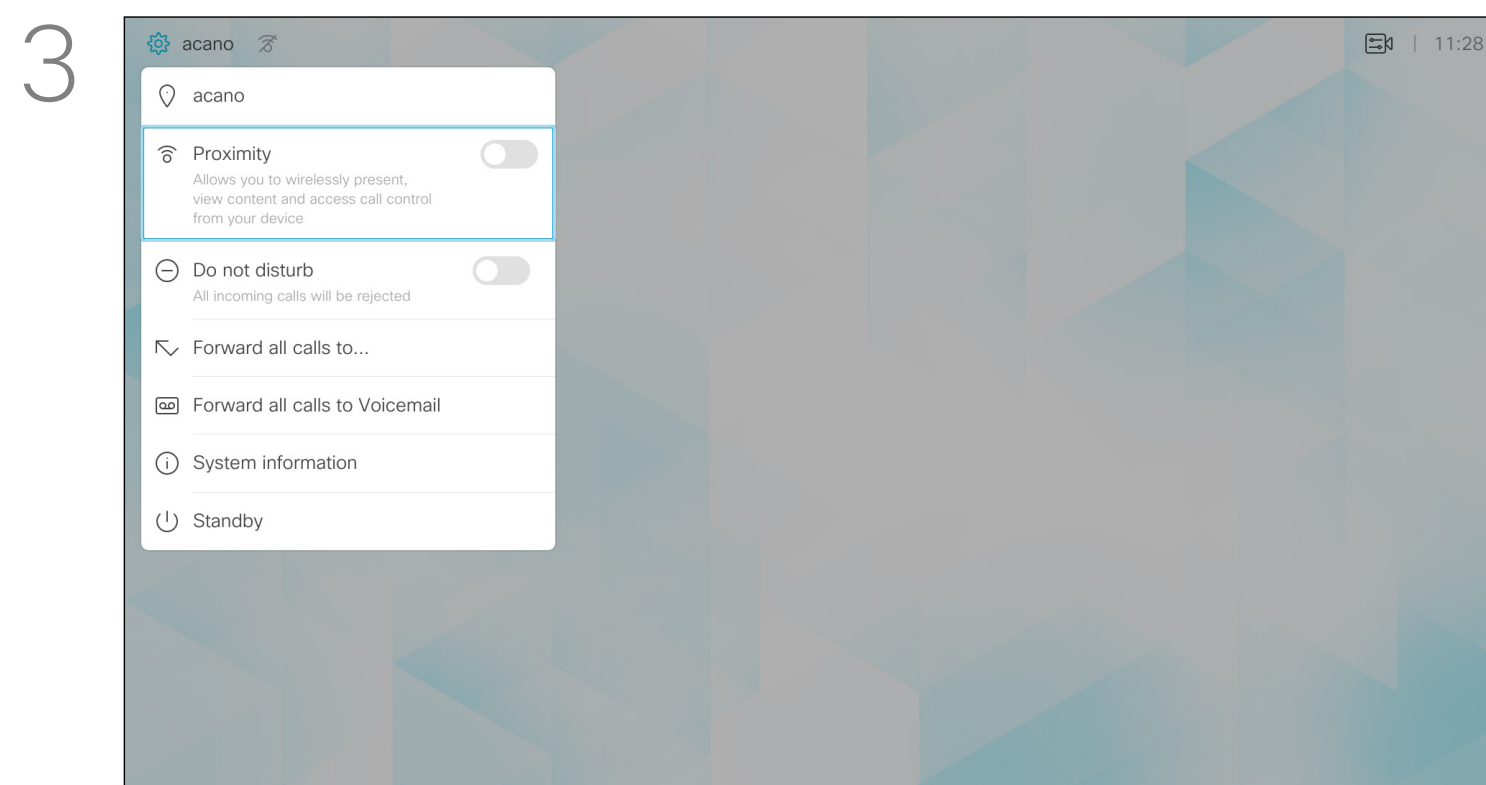 3
acano
11:28
acano
Proximity
Allows you to wirelessly present,
view content and access call control
from your device
Do not disturb
All incoming calls will be rejected
Forward all calls to...
Forward all calls to Voicemail
System information
Standby